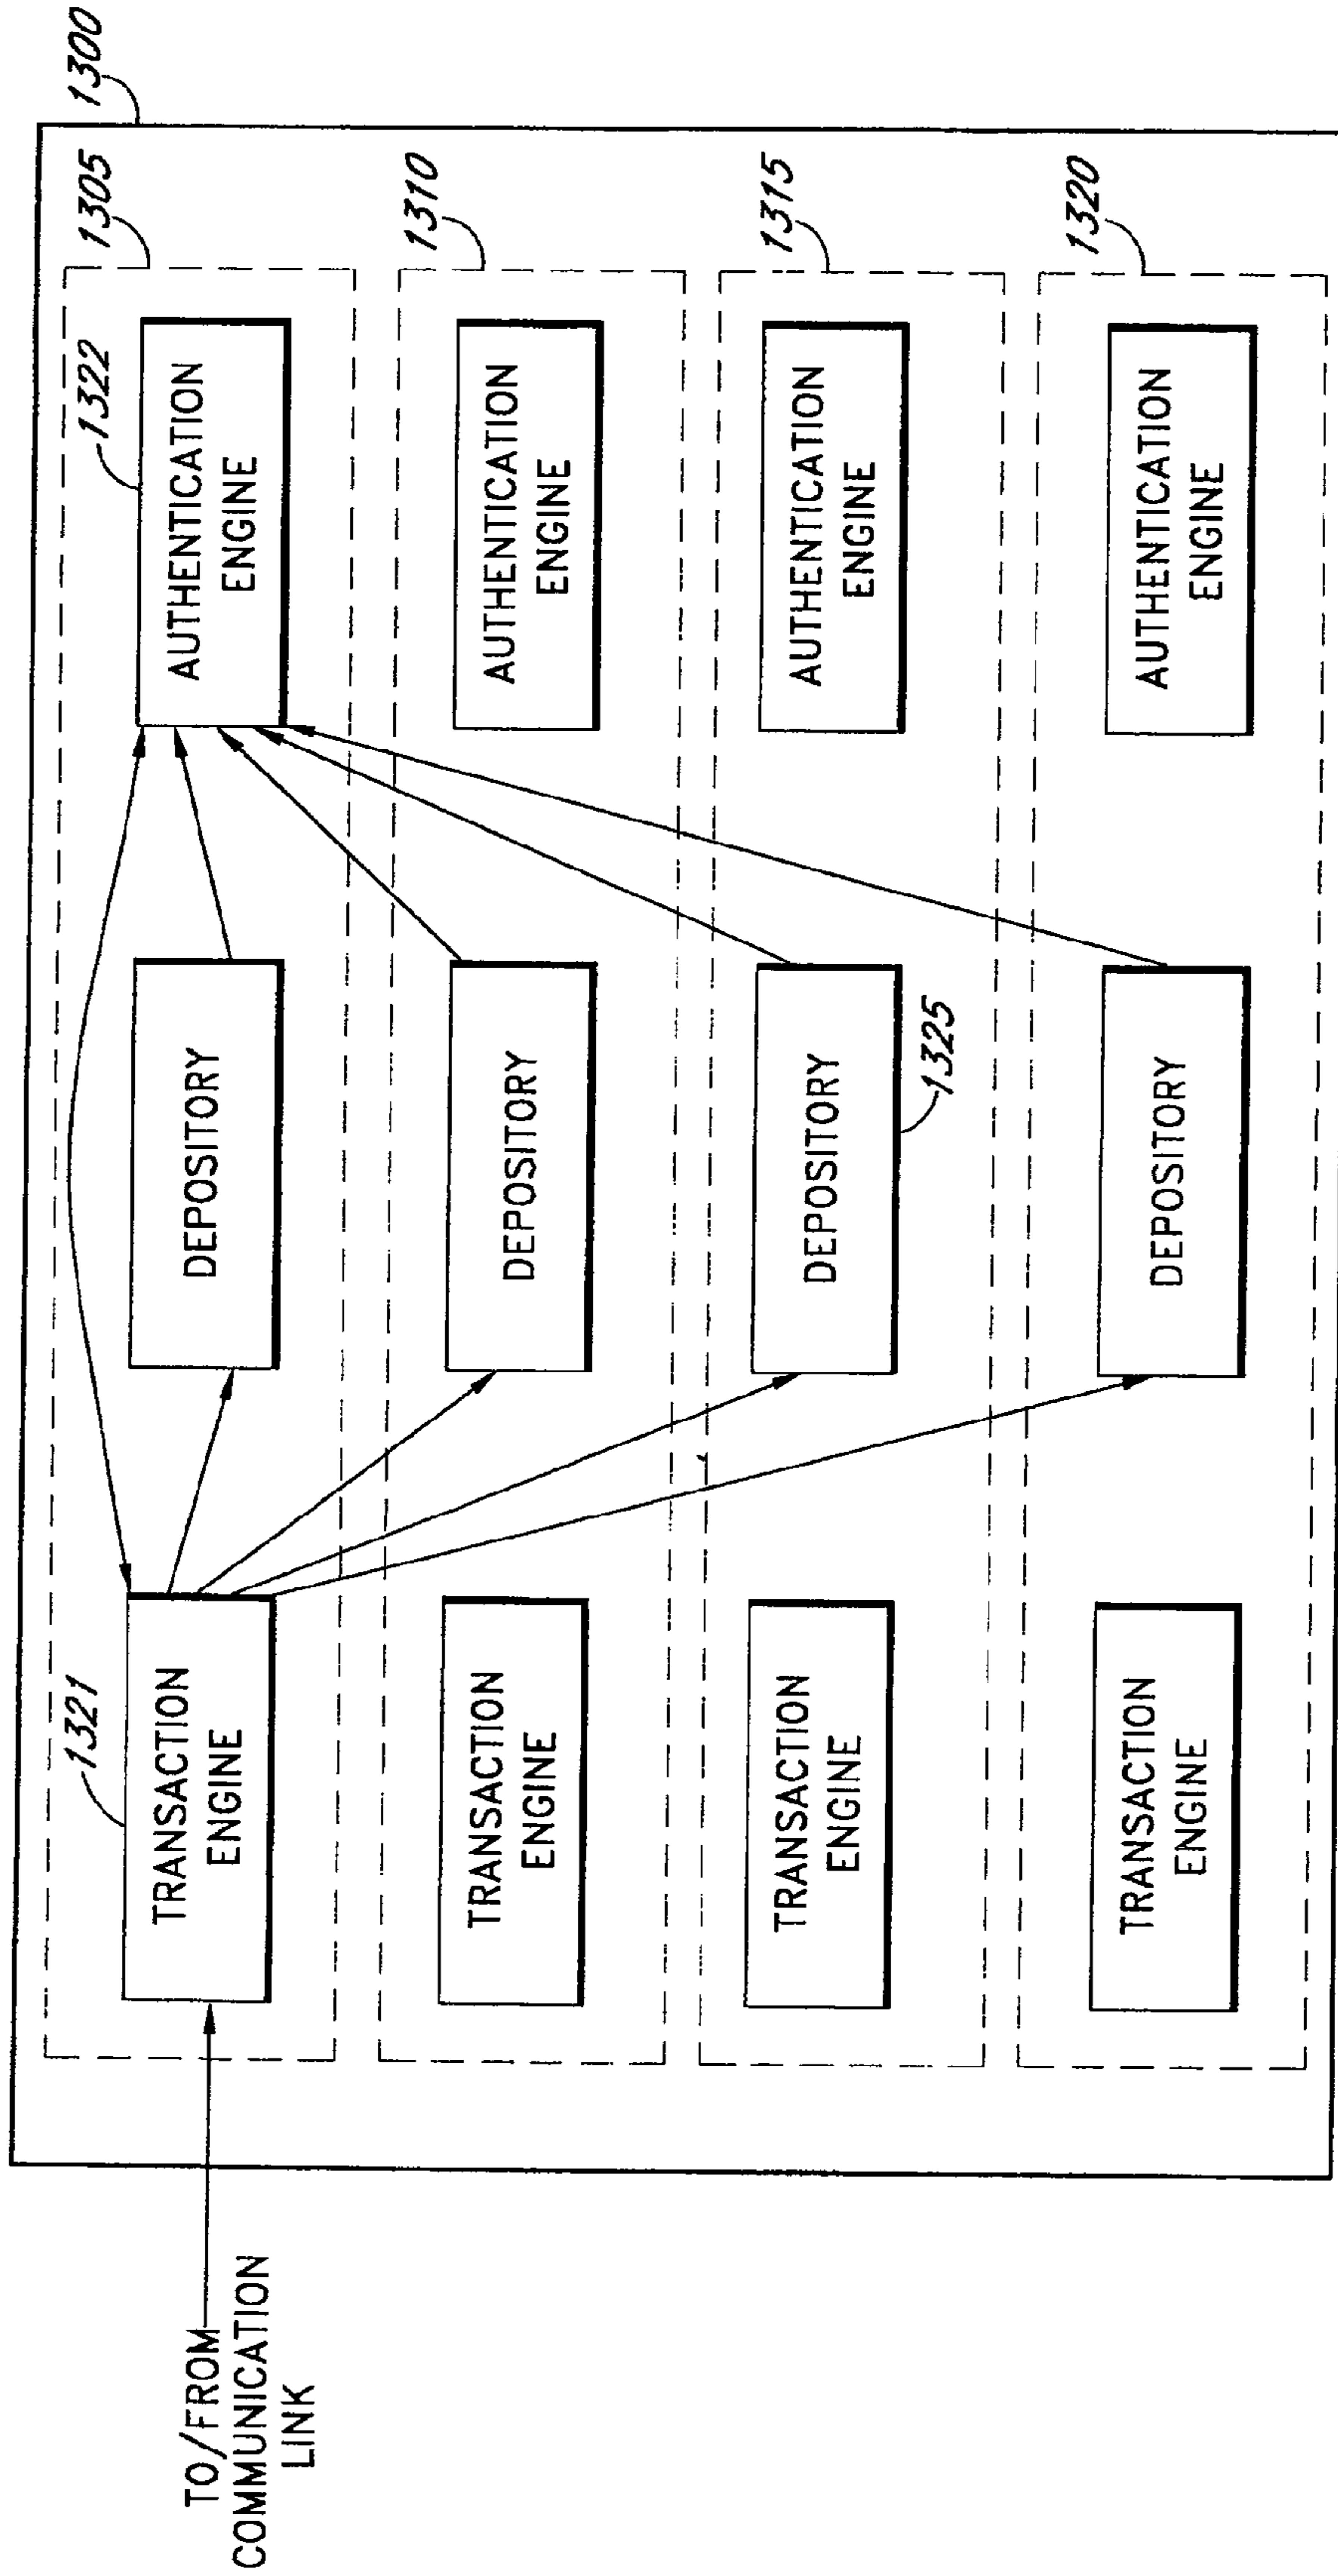 TO/FROM
COMMUNICATION
LINK
1300
1305
1321
TRANSACTION
ENGINE
DEPOSITORY
1322
AUTHENTICATION
ENGINE
1310
TRANSACTION
ENGINE
DEPOSITORY
AUTHENTICATION
ENGINE
1315
TRANSACTION
ENGINE
DEPOSITORY
1325
AUTHENTICATION
ENGINE
1320
TRANSACTION
ENGINE
DEPOSITORY
AUTHENTICATION
ENGINE